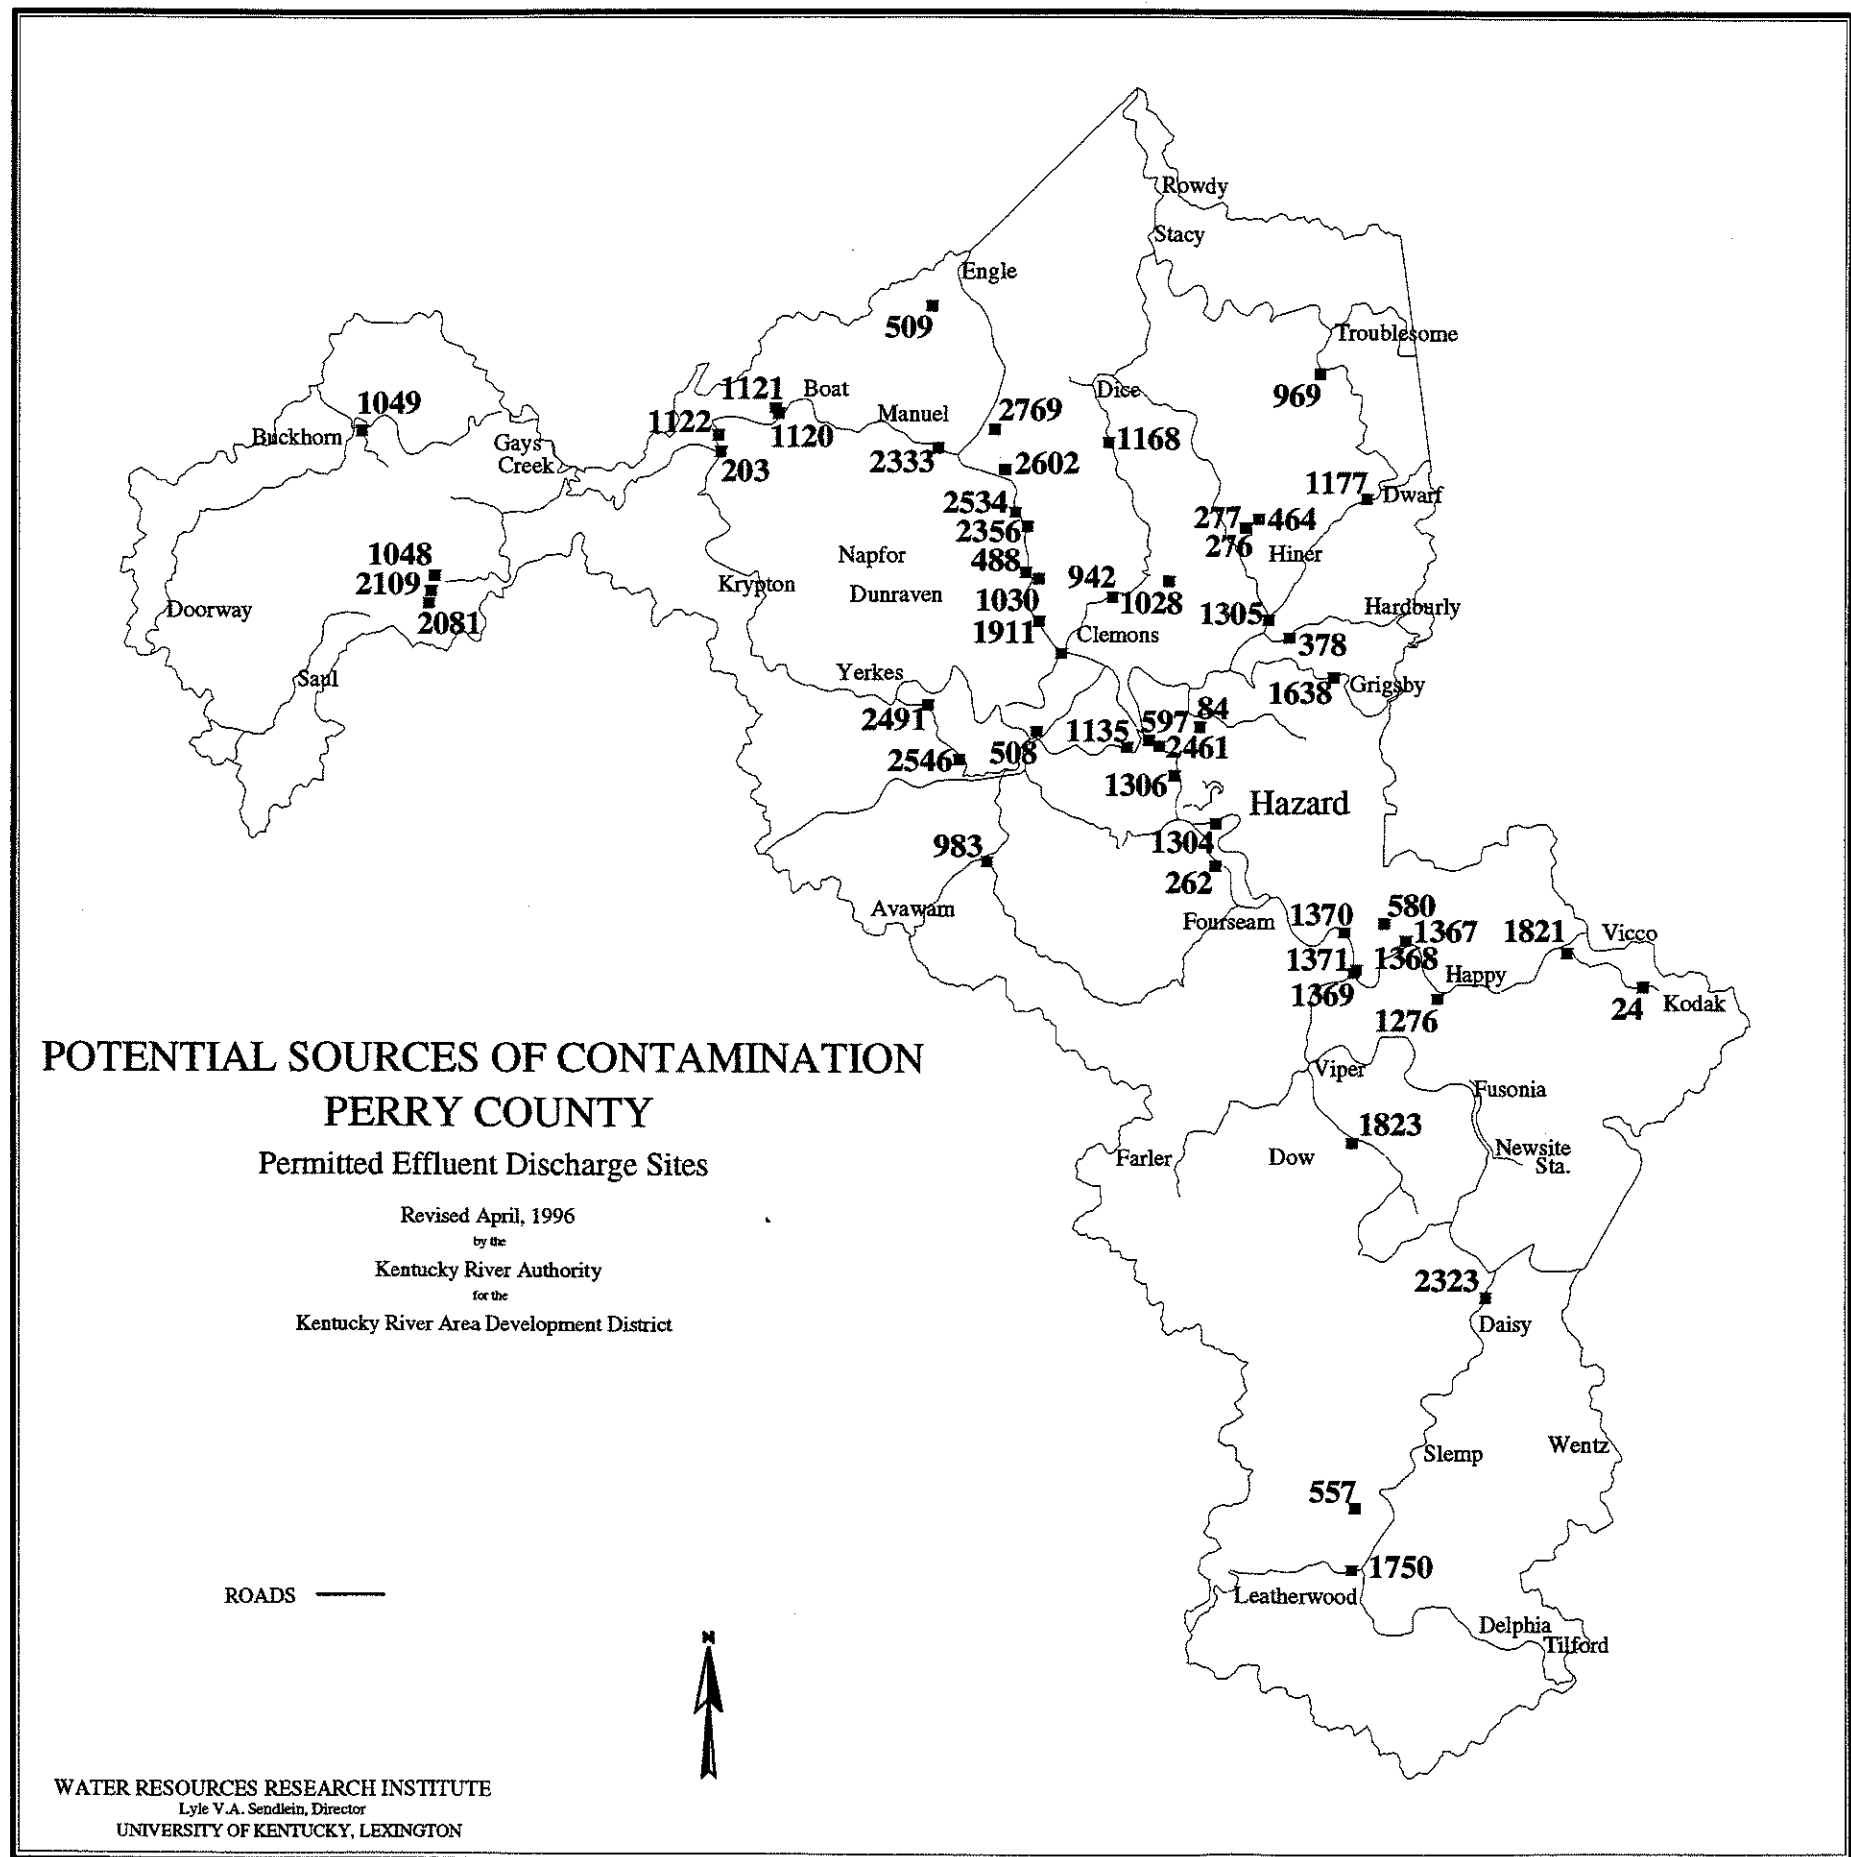 Rowdy
Stacy
Engle
509
Troublesome
969
1121
Boat
Dice
1049
Manuel
2769
1122
1120
1168
Buckhorn
Gays
Creek
203
2333
2602
1177
Dwarf
2534
277
464
2356
276
Hiner
1048
Napfor
488
2109
Krypton
Dunraven
942
1028
Doorway
1030
1305
Hardburly
2081
1911
Clemons
378
Saul
Yerkes
1638
Grigsby
2491
84
597
1135
508
2461
2546
1306
Hazard
983
1304
262
Avawam
Fourseam
1370
580
1367
1821
Vicco
1371
1368
Happy
1369
1276
24
Kodak
POTENTIAL SOURCES OF CONTAMINATION
PERRY COUNTY
Permitted Effluent Discharge Sites
Revised April, 1996
by the
Kentucky River Authority
for the
Kentucky River Area Development District
Viper
Fusonia
1823
Farler
Dow
Newsite
Sta.
2323
Daisy
Slemp
Wentz
557
1750
Leatherwood
Delphia
Tilford
ROADS
N
WATER RESOURCES RESEARCH INSTITUTE
Lyle V.A. Sendlein, Director
UNIVERSITY OF KENTUCKY, LEXINGTON